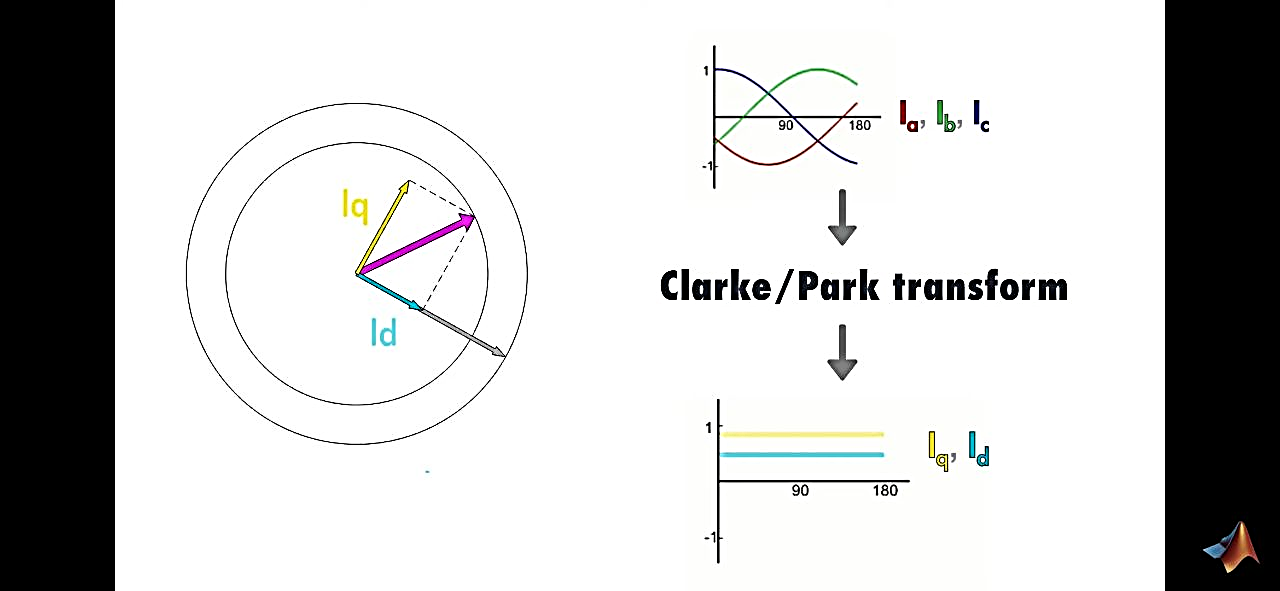 Iq
Id
1
90
180
-1
Ia, Ib, Ic
Clarke/Park transform
1
90
180
-1
Iq, Id